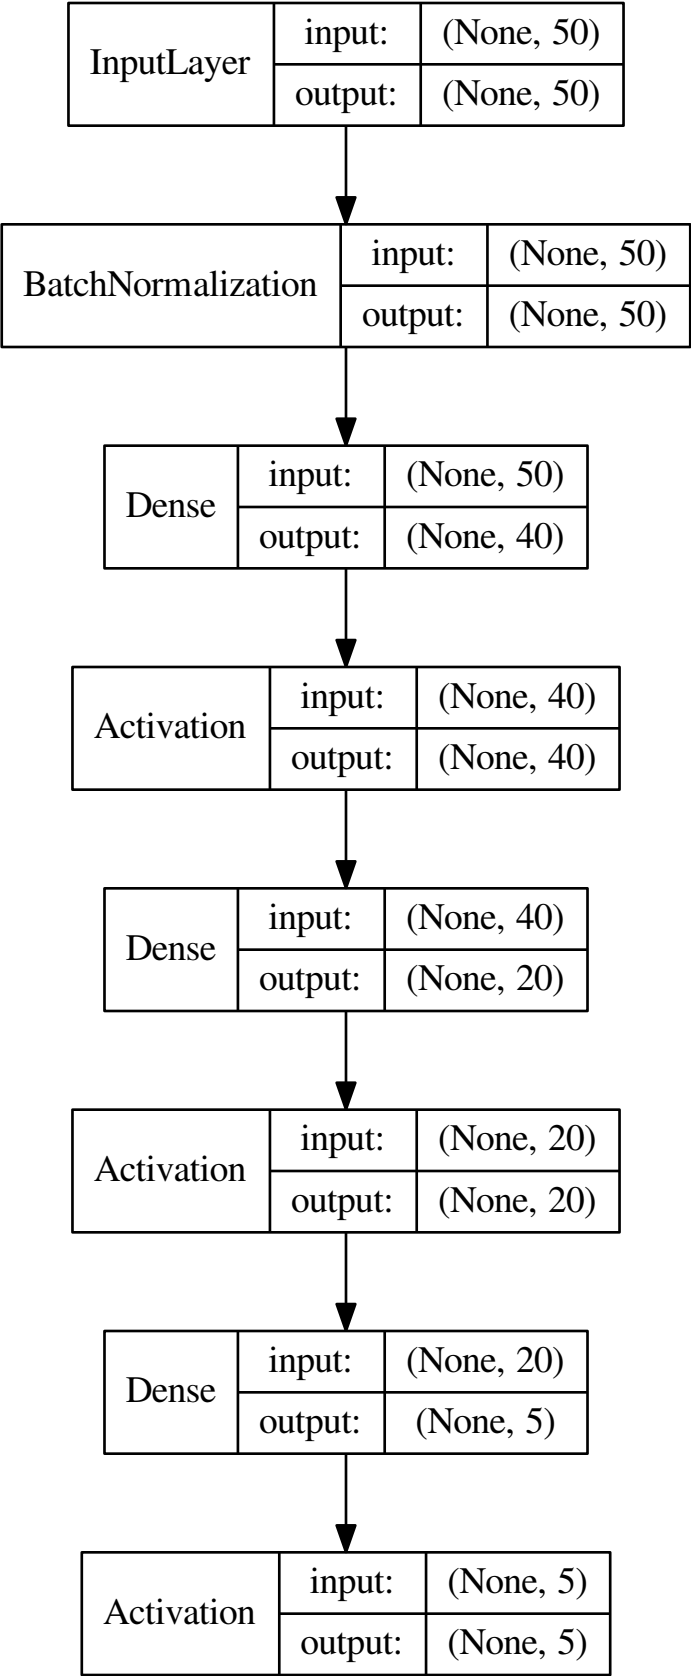 InputLayer
input: (None, 50)
output: (None, 50)
BatchNormalization
input: (None, 50)
output: (None, 50)
Dense
input: (None, 50)
output: (None, 40)
Activation
input: (None, 40)
output: (None, 40)
Dense
input: (None, 40)
output: (None, 20)
Activation
input: (None, 20)
output: (None, 20)
Dense
input: (None, 20)
output: (None, 5)
Activation
input: (None, 5)
output: (None, 5)